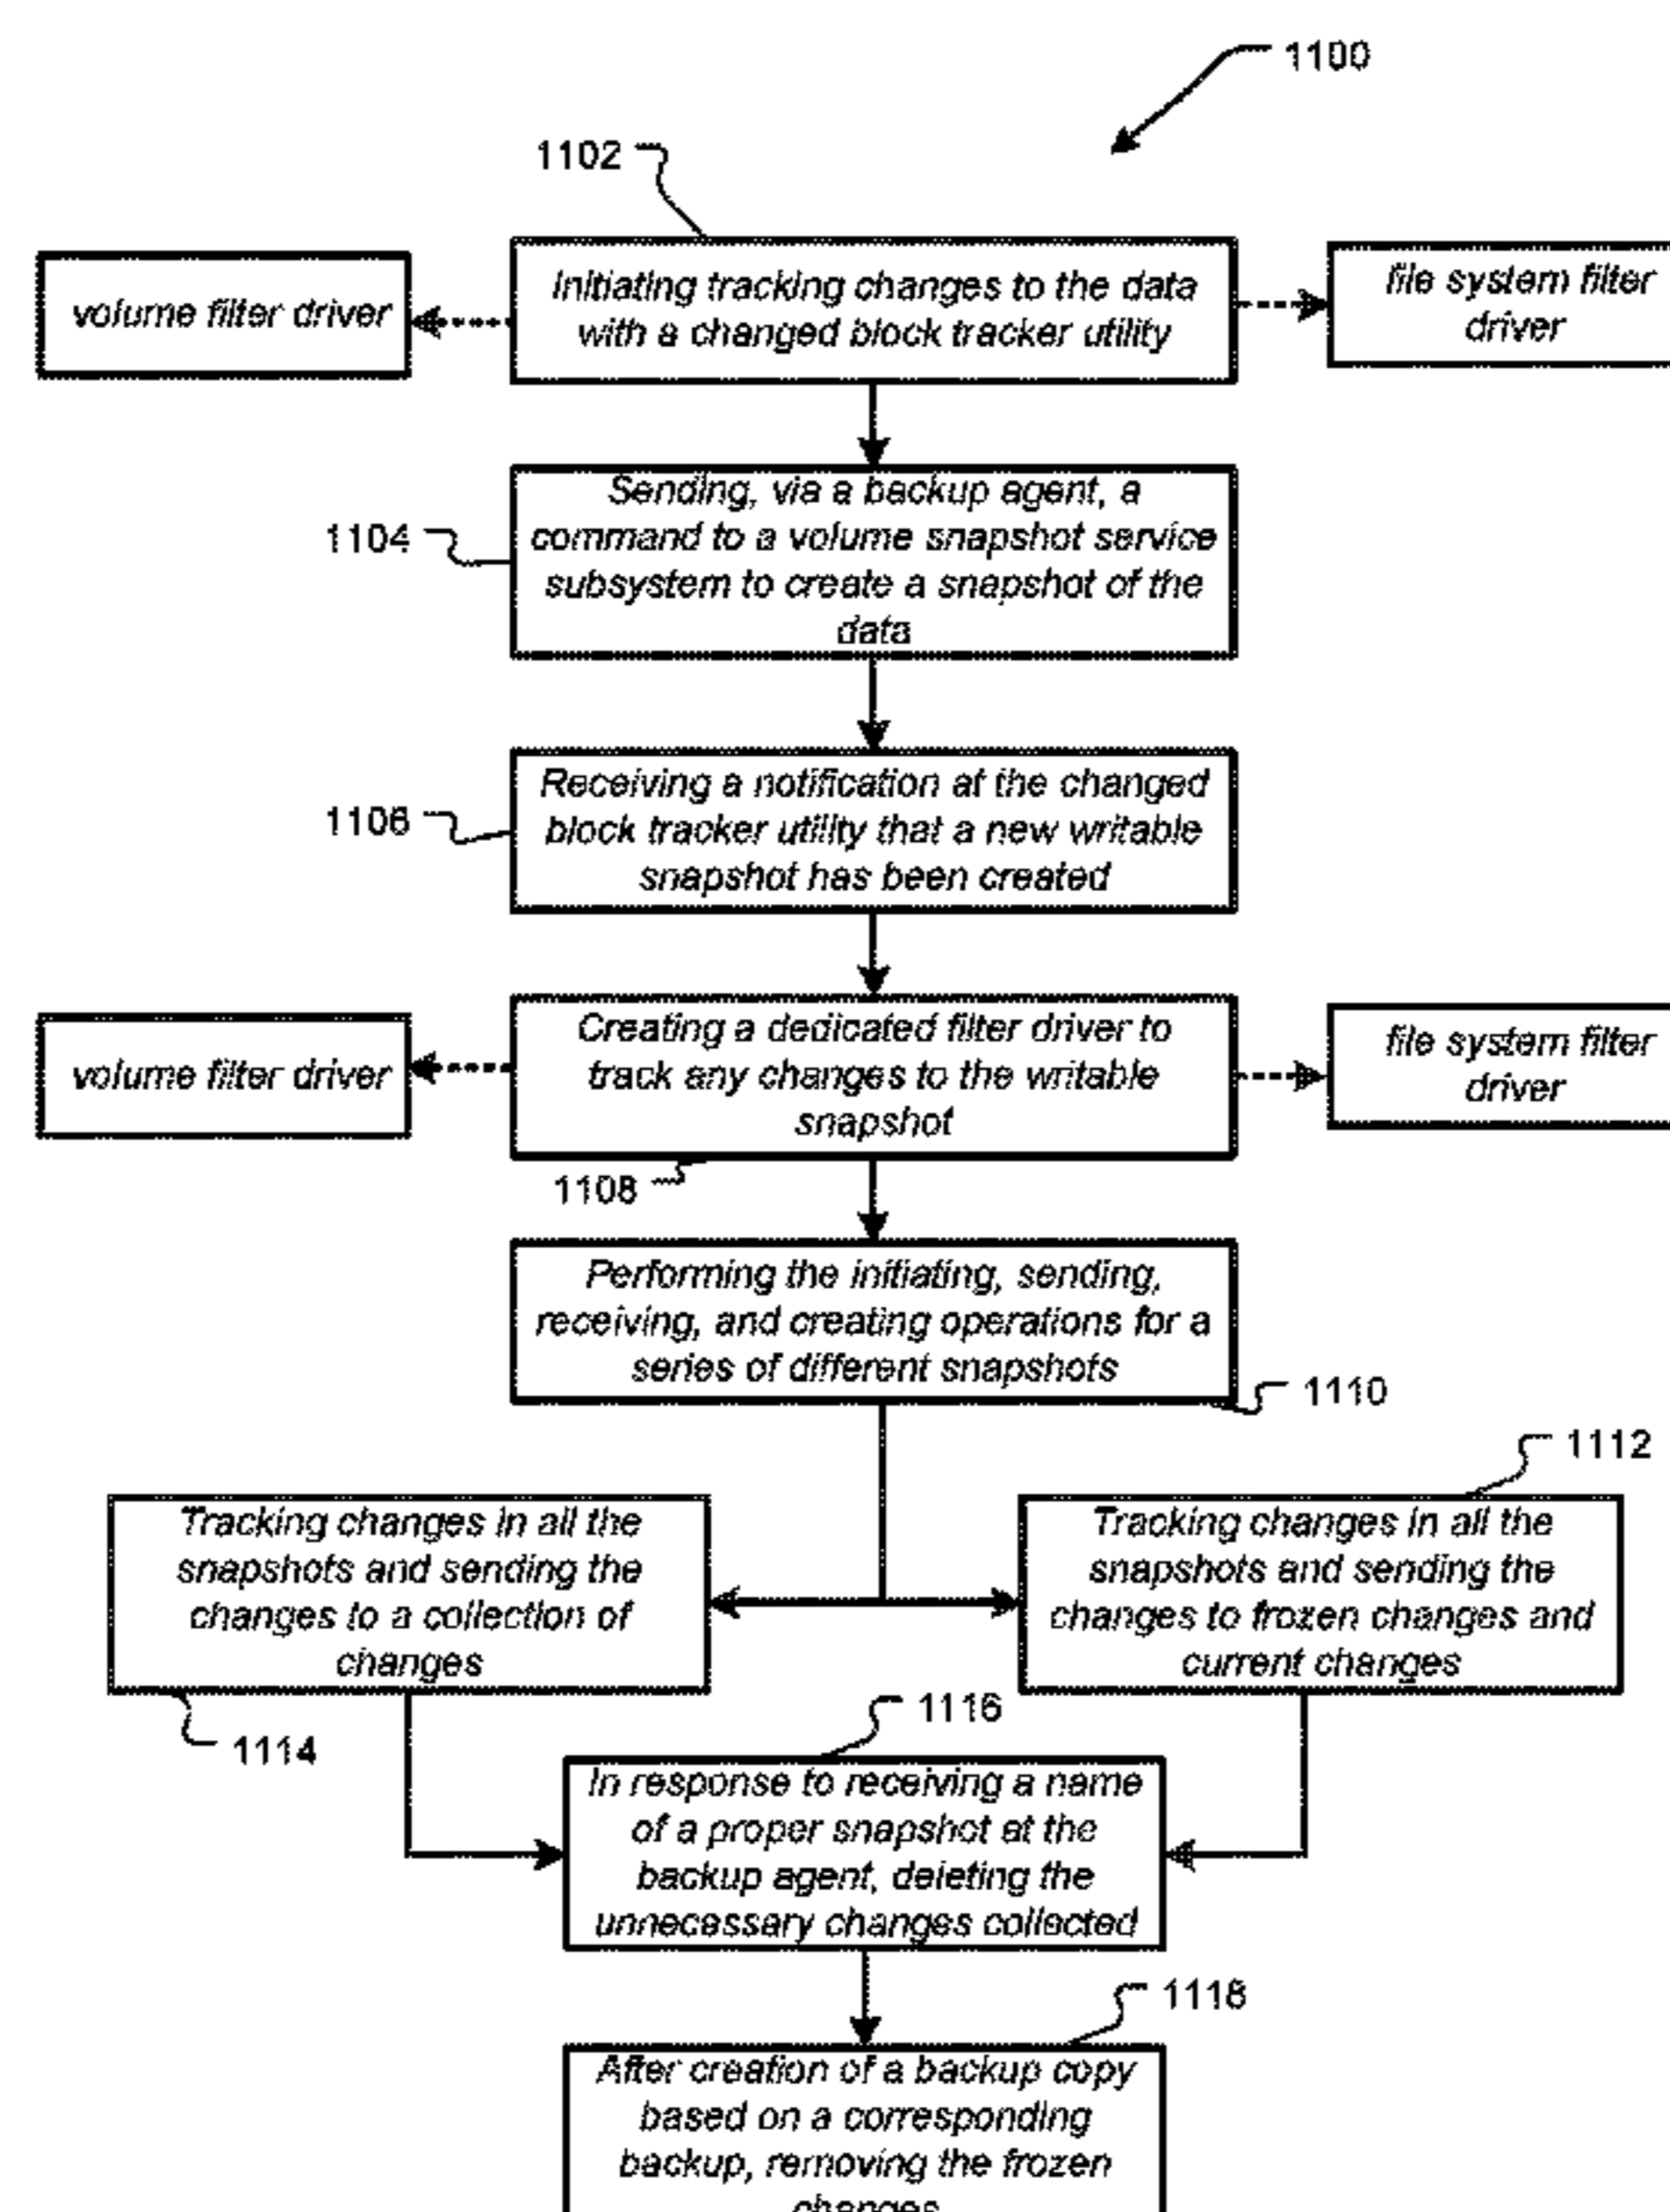 1100
1102
volume filter driver
Initiating tracking changes to the data
with a changed block tracker utility
file system filter
driver
1104
Sending, via a backup agent, a
command to a volume snapshot service
subsystem to create a snapshot of the
data
1106
Receiving a notification at the changed
block tracker utility that a new writable
snapshot has been created
volume filter driver
Creating a dedicated filter driver to
track any changes to the writable
snapshot
file system filter
driver
1108
Performing the initiating, sending,
receiving, and creating operations for a
series of different snapshots
1110
1112
Tracking changes in all the
snapshots and sending the
changes to a collection of
changes
Tracking changes in all the
snapshots and sending the
changes to frozen changes and
current changes
1114
1116
In response to receiving a name
of a proper snapshot at the
backup agent, deleting the
unnecessary changes collected
1118
After creation of a backup copy
based on a corresponding
backup, removing the frozen
changes